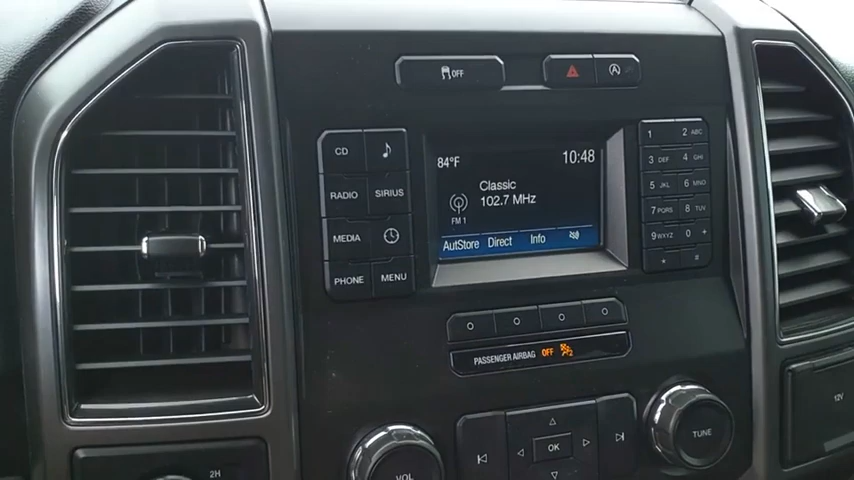 OFF
CD
RADIO SIRIUS
MEDIA
PHONE MENU
84°F 10:48
Classic
102.7 MHz
FM 1
AutStore Direct Info
1 2 ABC
3 DEF 4 GHI
5 JKL 6 MNO
7 PQRS 8 TUV
9 WXYZ 0 +
* #
PASSENGER AIRBAG OFF 2
OK
VOL
TUNE
2H
12V